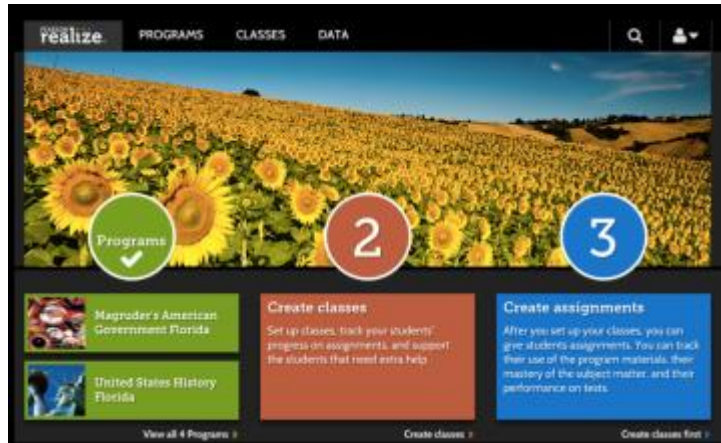 PEARSON
realize
PROGRAMS
CLASSES
DATA
Programs
2
3
Magruder's American
Government Florida
United States History
Florida
View all 4 Programs
Create classes
Set up classes, track your students'
progress on assignments, and support
the students that need extra help
Create classes
Create assignments
After you set up your classes, you can
give students assignments. You can track
their use of the program materials, their
mastery of the subject matter, and their
performance on tests.
Create classes first